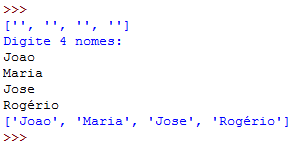 >>>
['', '', '', '']
Digite 4 nomes:
Joao
Maria
Jose
Rogério
['Joao', 'Maria', 'Jose', 'Rogério']
>>>